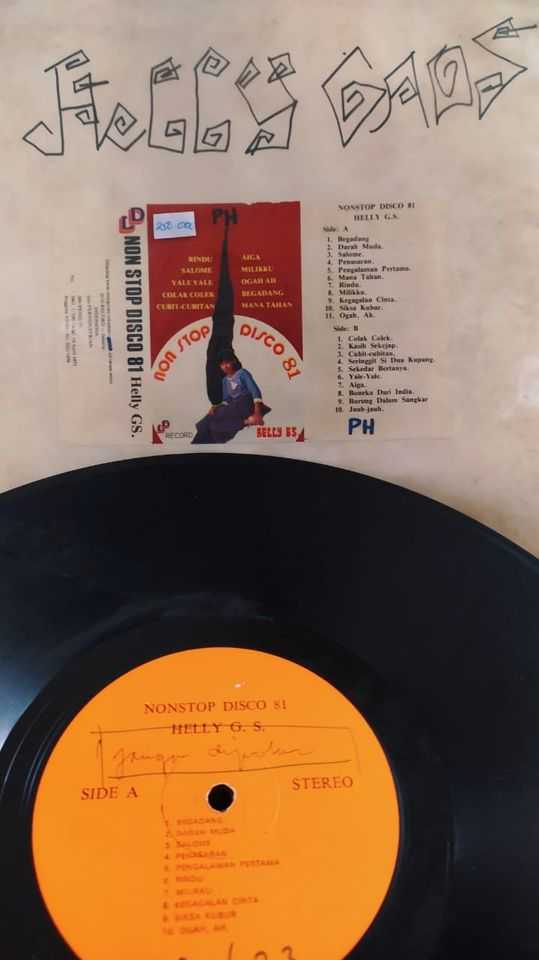 HELLY GAOS
NON STOP DISCO 81 Helly GS.
PH
RINDU AIGA
SALOME MILIKKU
YALE YALE OGAH AH
COLAK COLEK BEGADANG
CUBIT-CUBITAN MANA TAHAN
NON STOP DISCO 81
RECORD
HELLY GS
NONSTOP DISCO 81
HELLY G.S.
Side: A
1. Begadang
2. Darah Muda.
3. Salome.
4. Penasaran.
5. Pengalaman Pertama.
6. Mana Tahan.
7. Rindu.
8. Milikku.
9. Kegagalan Cinta.
10. Siksa Kubur.
11. Ogah, Ah.
Side: B
1. Colak Colek.
2. Kasih Sekejap.
3. Cubit-cubitan.
4. Seringgit Si Dua Kupang.
5. Sekedar Bertanya.
6. Yale-Yale.
7. Aiga.
8. Boneka Dari India.
9. Burung Dalam Sangkar
10. Jauh-jauh.
PH
NONSTOP DISCO 81
HELLY G. S.
SIDE A STEREO
1. BEGADANG
2. DARAH MUDA
3. SALOME
4. PENASARAN
5. PENGALAMAN PERTAMA
6. RINDU
7. MILIKKU
8. KEGAGALAN CINTA
9. SIKSA KUBUR
10. OGAH, AH.